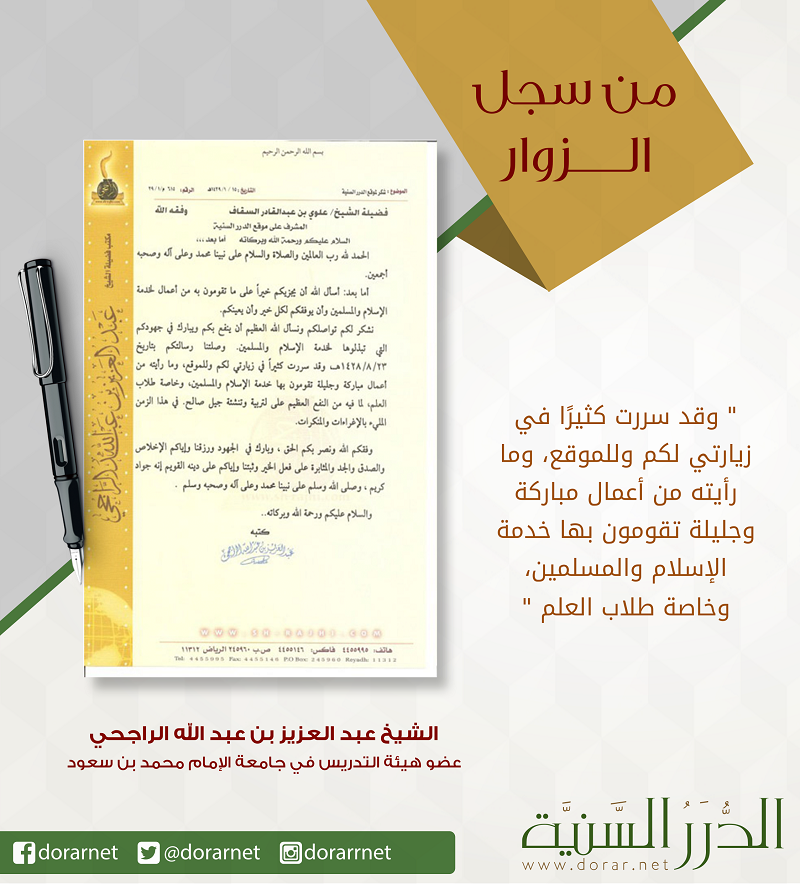 من سجل
الـــزوار
بسم الله الرحمن الرحيم
الموضوع: شكر لموقع الدرر السنية
التاريخ: ١٤٢٩/١/١٥هـ
الرقم: ٦١٥ م/٢٩/١
فضيلة الشيخ/ علوي بن عبدالقادر السقاف وفقه الله
المشرف على موقع الدرر السنية
السلام عليكم ورحمة الله وبركاته أما بعد...
الحمد لله رب العالمين والصلاة والسلام على نبينا محمد وعلى آله وصحبه
أجمعين.
أما بعد: أسأل الله أن يجزيكم خيراً على ما تقومون به من أعمال لخدمة
الإسلام والمسلمين وأن يوفقكم لكل خير وأن يعينكم.
نشكر لكم تواصلكم ونسأل الله العظيم أن ينفع بكم ويبارك في جهودكم
التي تبذلوها لخدمة الإسلام والمسلمين. وصلتنا رسالتكم بتاريخ
١٤٢٨/٨/٢٣هـ، وقد سررت كثيراً في زيارتي لكم وللموقع، وما رأيته من
أعمال مباركة وجليلة تقومون بها خدمة الإسلام والمسلمين، وخاصة طلاب
العلم، لما فيه من النفع العظيم على لتربية وتنشئة جيل صالح. في هذا الزمن
المليء بالإغراءات والمنكرات.
وفقكم الله ونصر بكم الحق ، وبارك في الجهود ورزقنا وإياكم الإخلاص
والصدق والجد والمثابرة على فعل الخير وثبتنا وإياكم على دينه القويم إنه جواد
كريم ، وصلى الله وسلم على نبينا محمد وعلى آله وصحبه وسلم .
والسلام عليكم ورحمة الله وبركاته..
كتبه
عبدالعزيز بن عبدالله الراجحي
مكتب فضيلة الشيخ
عبد العزيز بن عبد الله الراجحي
WWW.SH-RAJHI.COM
هاتف: ٤٤٥٥٩٩٥ فاكس: ٤٤٥٥١٤٦ ص.ب ٢٤٥٩٦٠ الرياض ١١٣١٢
Tel: 4455995 Fax: 4455146 P.O Box: 245960 Riyadh: 11312
" وقد سررت كثيرًا في
زيارتي لكم وللموقع، وما
رأيته من أعمال مباركة
وجليلة تقومون بها خدمة
الإسلام والمسلمين،
وخاصة طلاب العلم "
الشيخ عبد العزيز بن عبد الله الراجحي
عضو هيئة التدريس في جامعة الإمام محمد بن سعود
الدُّرَرُ السَّنِيَّة
www.dorar.net
dorarnet @dorarnet dorarrnet